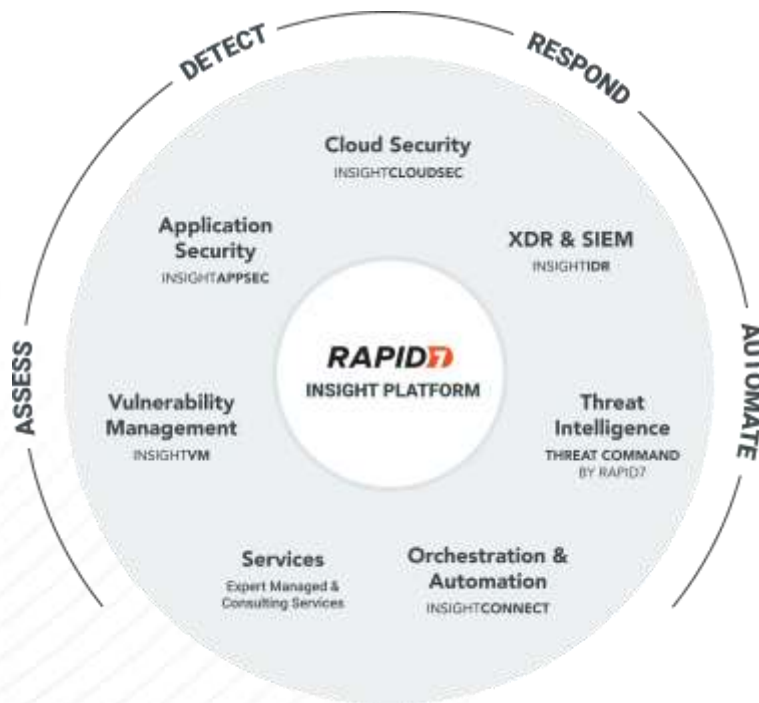 DETECT
RESPOND
Cloud Security
INSIGHTCLOUDSEC
Application
Security
INSIGHTAPPSEC
XDR & SIEM
INSIGHTIDR
ASSESS
RAPID7
INSIGHT PLATFORM
AUTOMATE
Vulnerability
Management
INSIGHTVM
Threat
Intelligence
THREAT COMMAND
BY RAPID7
Services
Expert Managed &
Consulting Services
Orchestration &
Automation
INSIGHTCONNECT